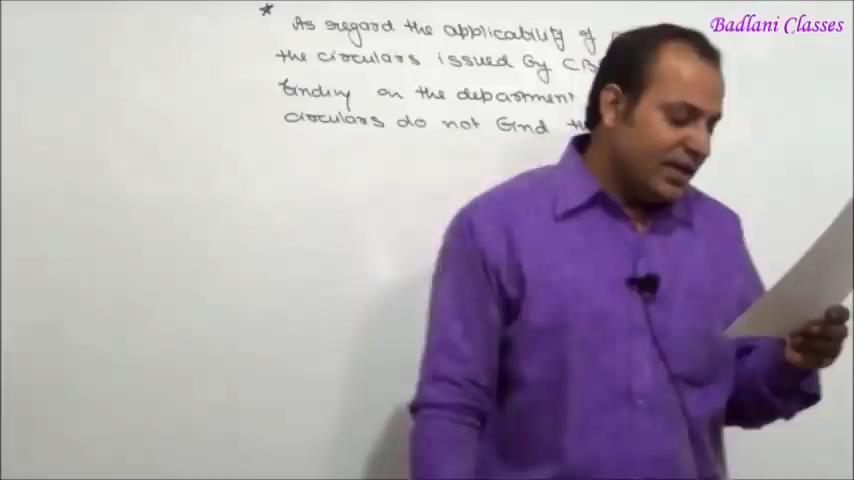 Badlani Classes
* As regard the applicability of
the circulars issued by CB
binding on the department
circulars do not bind